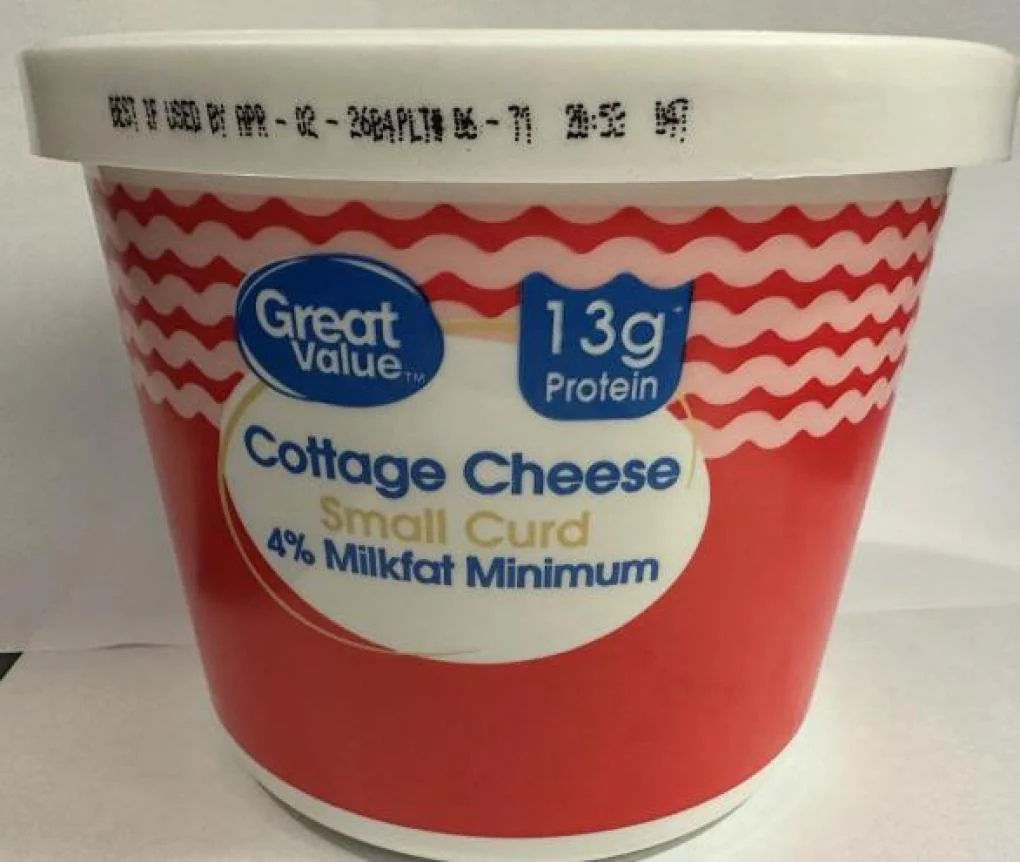 BEST IF USED BY APR - 02 - 26 PLT# 06 - 71 20:52
Great
Value™
13g
Protein
Cottage Cheese
Small Curd
4% Milkfat Minimum